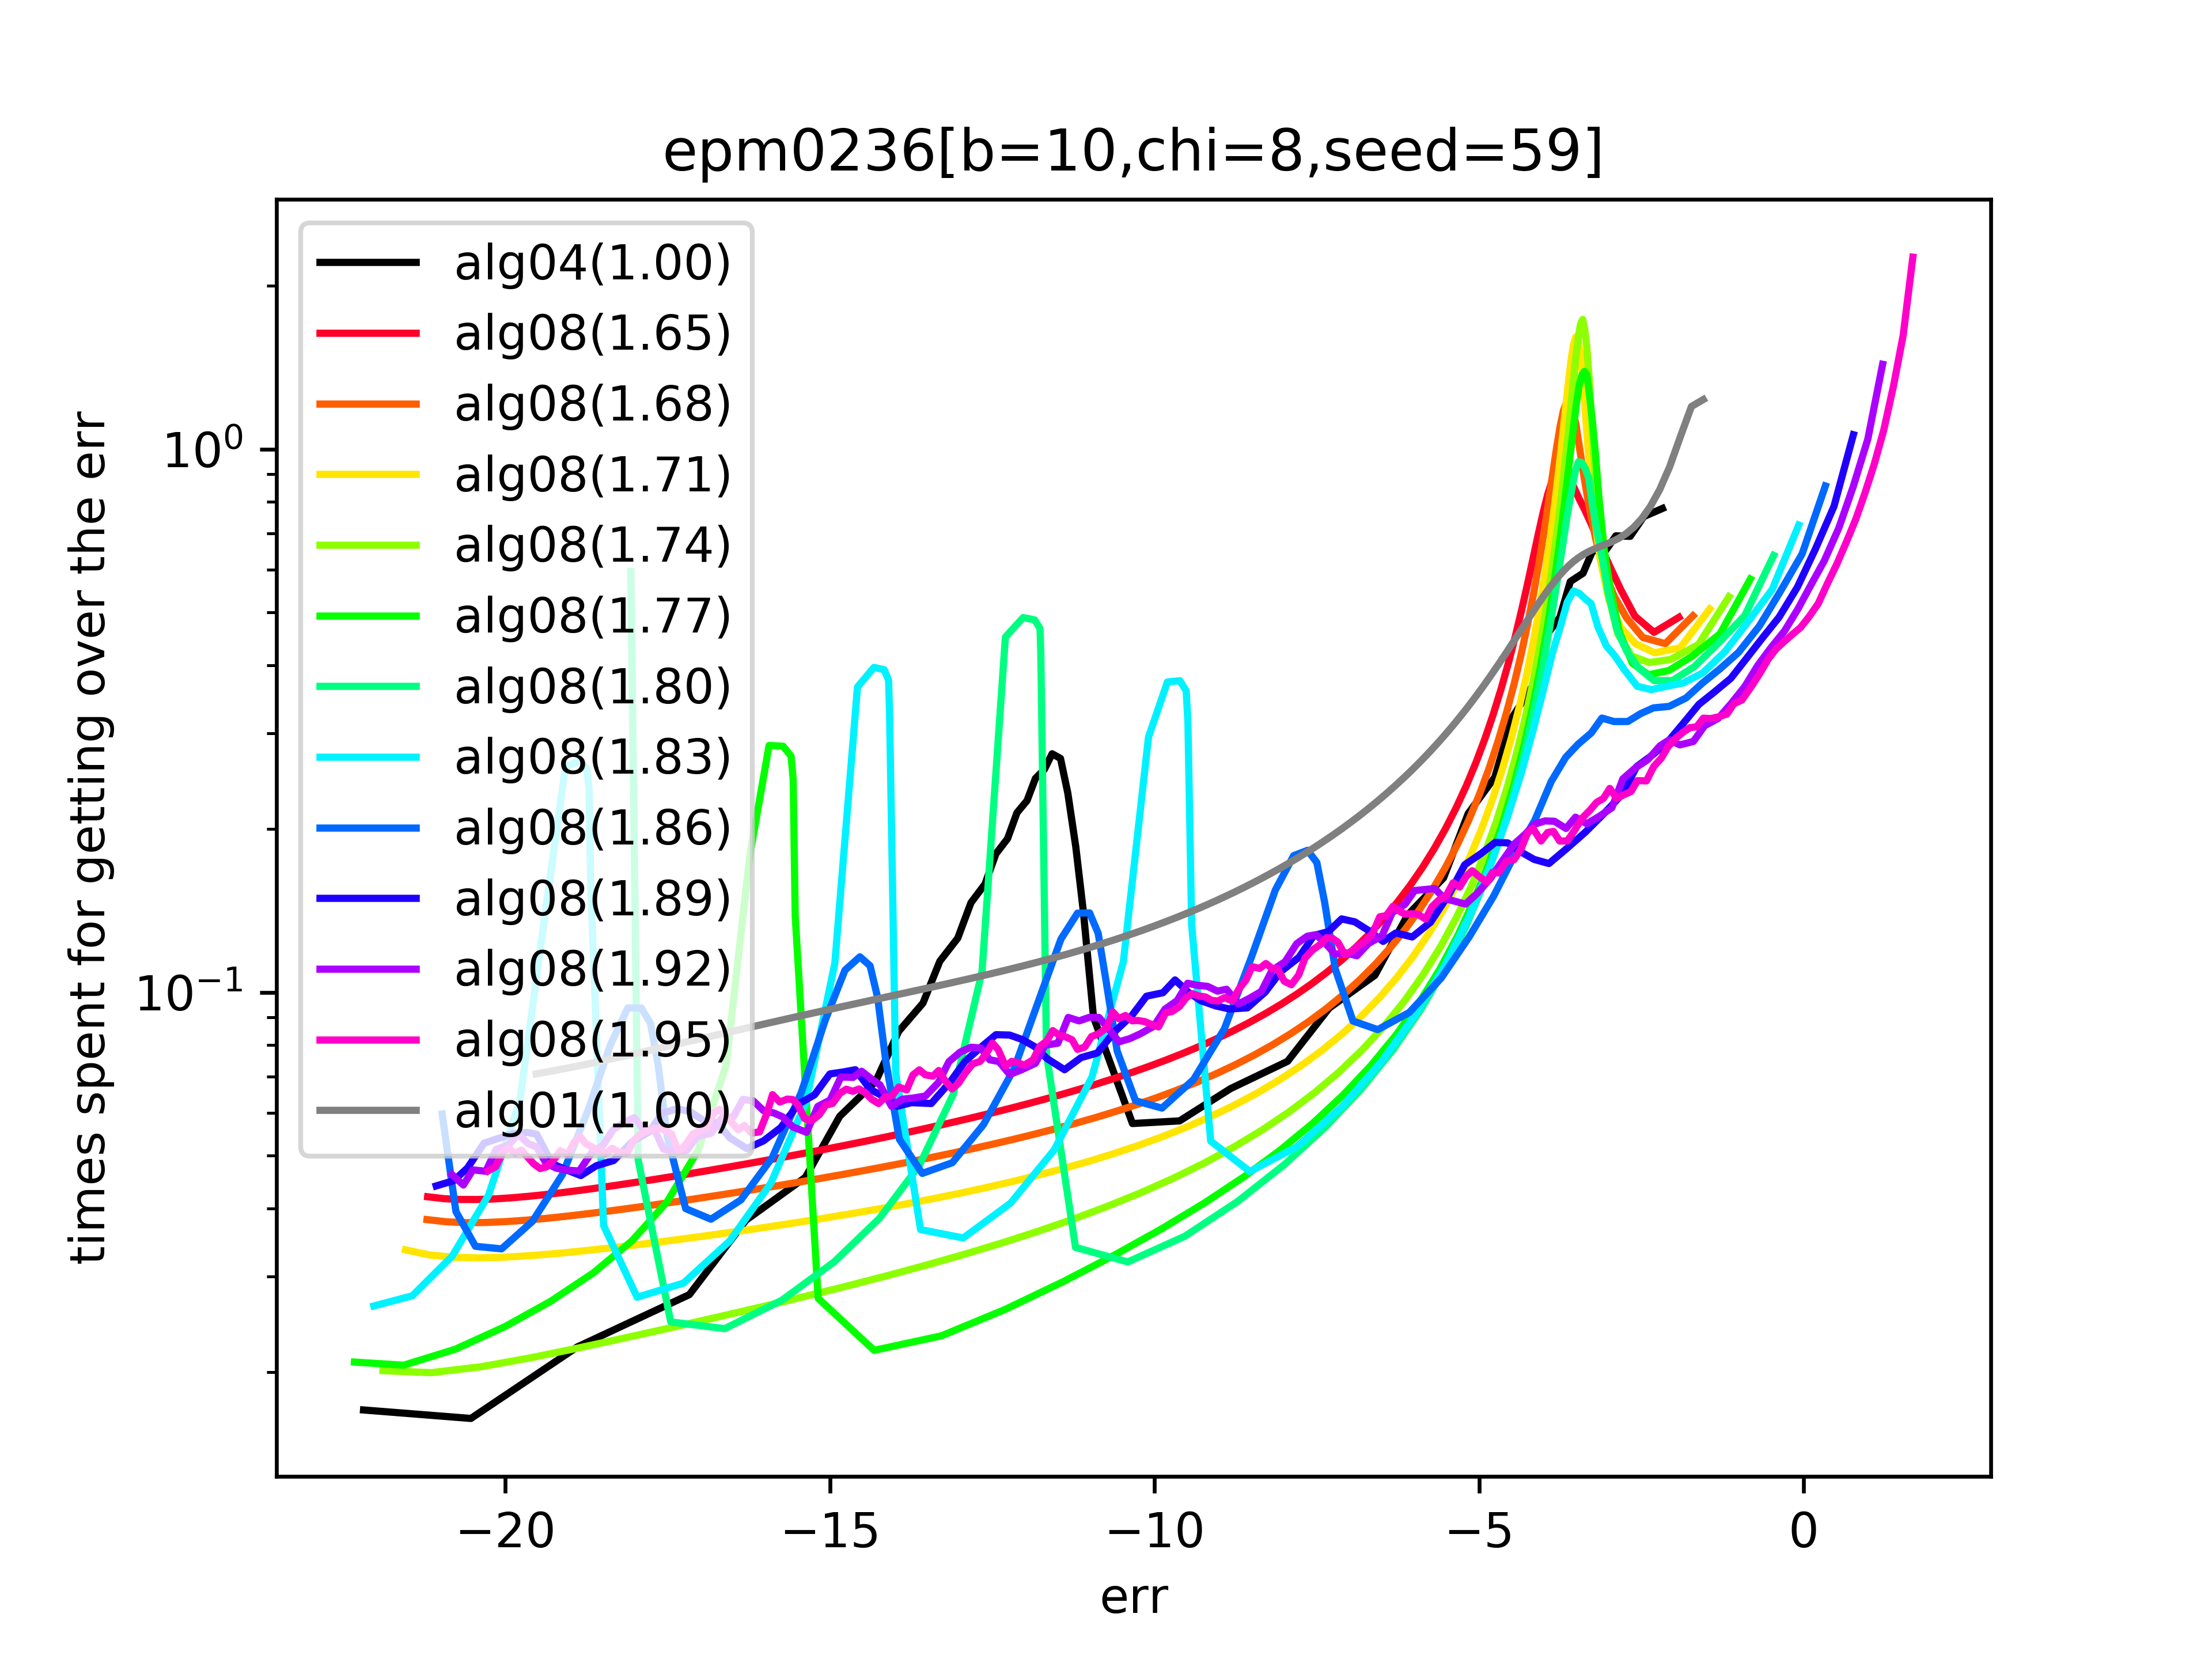 epm0236[b=10,chi=8,seed=59]
alg04(1.00)
alg08(1.65)
alg08(1.68)
alg08(1.71)
alg08(1.74)
alg08(1.77)
alg08(1.80)
alg08(1.83)
alg08(1.86)
alg08(1.89)
alg08(1.92)
alg08(1.95)
alg01(1.00)
times spent for getting over the err
10⁰
10⁻¹
−20
−15
−10
−5
0
err